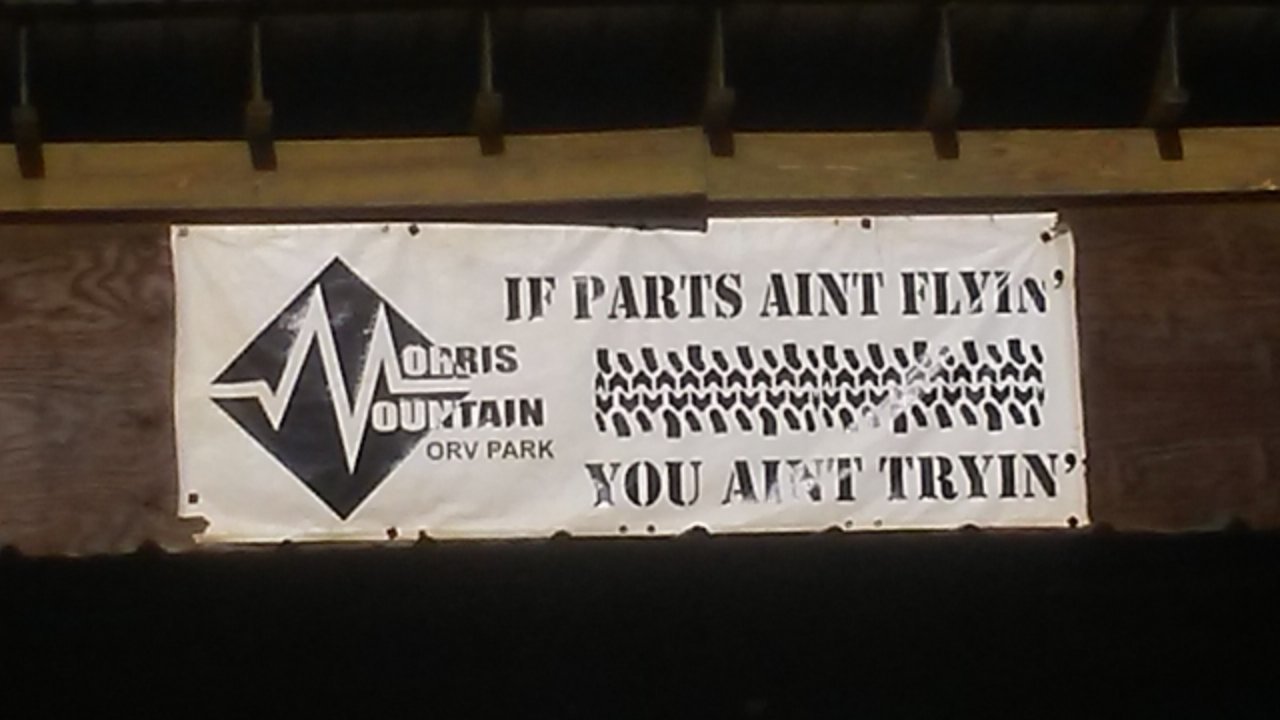 MORRIS
MOUNTAIN
ORV PARK
IF PARTS AINT FLYIN'
YOU AINT TRYIN'